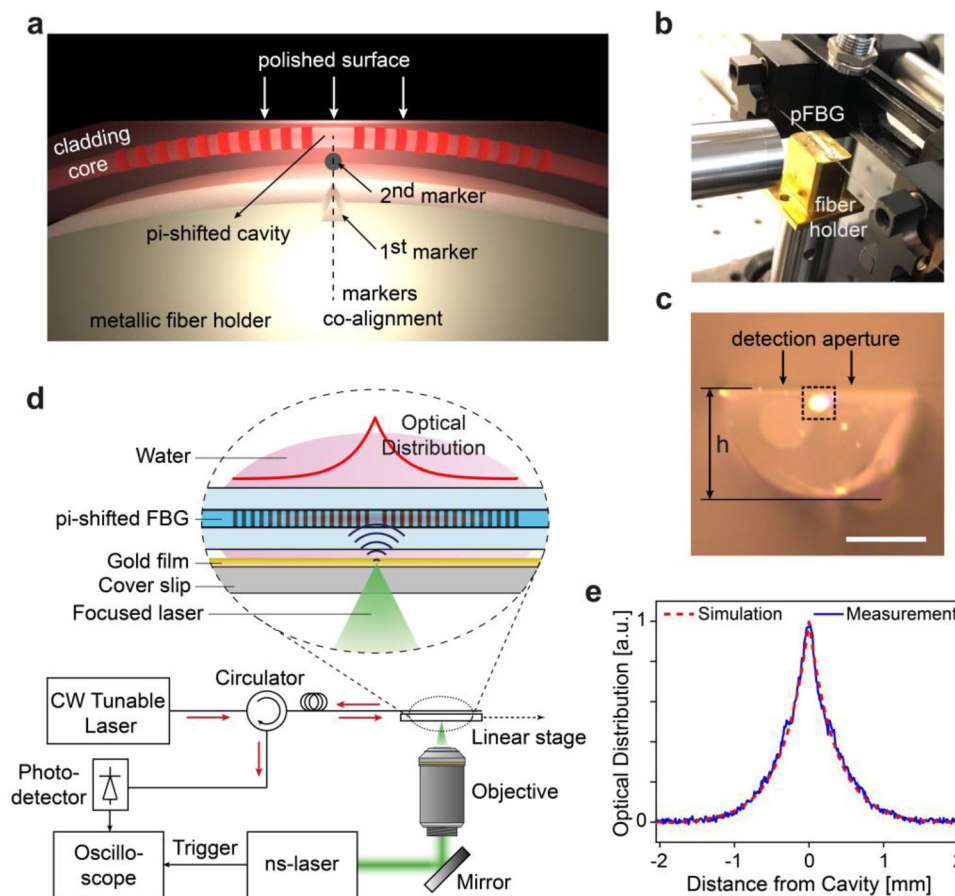 a
polished surface
cladding
core
2nd marker
pi-shifted cavity
1st marker
markers
co-alignment
metallic fiber holder
b
pFBG
fiber
holder
c
detection aperture
h
d
Optical
Distribution
Water
pi-shifted FBG
Gold film
Cover slip
Focused laser
CW Tunable
Laser
Circulator
Linear stage
Photo-
detector
Objective
Oscillo-
scope
Trigger
ns-laser
Mirror
e
Simulation
Measurement
Optical Distribution [a.u.]
1
0
-2 -1 0 1 2
Distance from Cavity [mm]